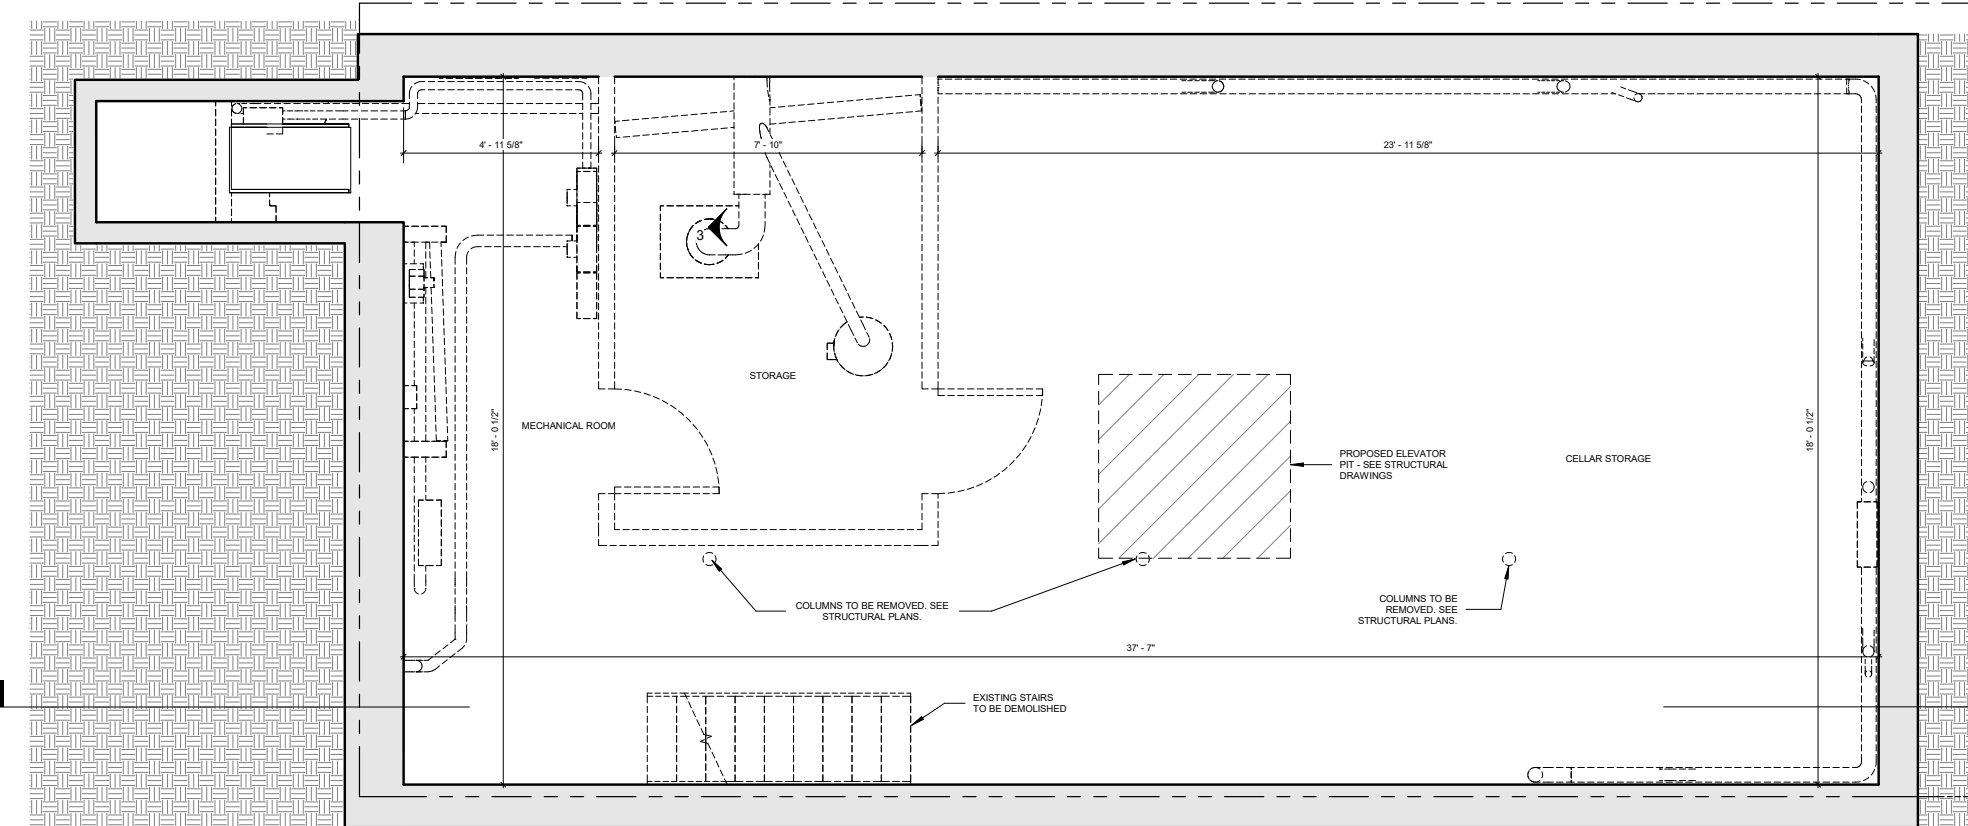 4' - 11 5/8"
7' - 10"
23' - 11 5/8"
3
STORAGE
MECHANICAL ROOM
18' - 0 1/2"
18' - 0 1/2"
PROPOSED ELEVATOR
PIT - SEE STRUCTURAL
DRAWINGS
CELLAR STORAGE
COLUMNS TO BE REMOVED. SEE
STRUCTURAL PLANS.
COLUMNS TO BE
REMOVED. SEE
STRUCTURAL PLANS.
37' - 7"
EXISTING STAIRS
TO BE DEMOLISHED